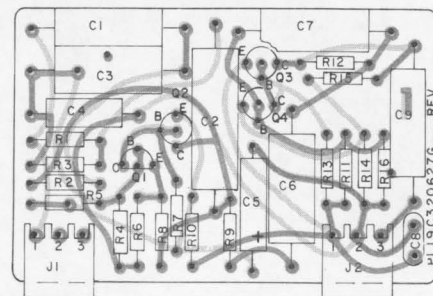 C1
C7
C3
R12
Q3
E
C
B
R15
Q2
C4
E
B
C
C2
E
C
Q4
B
C9
REV
R1
R3
R2
R5
B
C
E
Q1
R13
R14
R16
C6
C5
+
R4
R6
R8
R7
R10
R9
1
2
3
J1
1
2
3
J2
C8